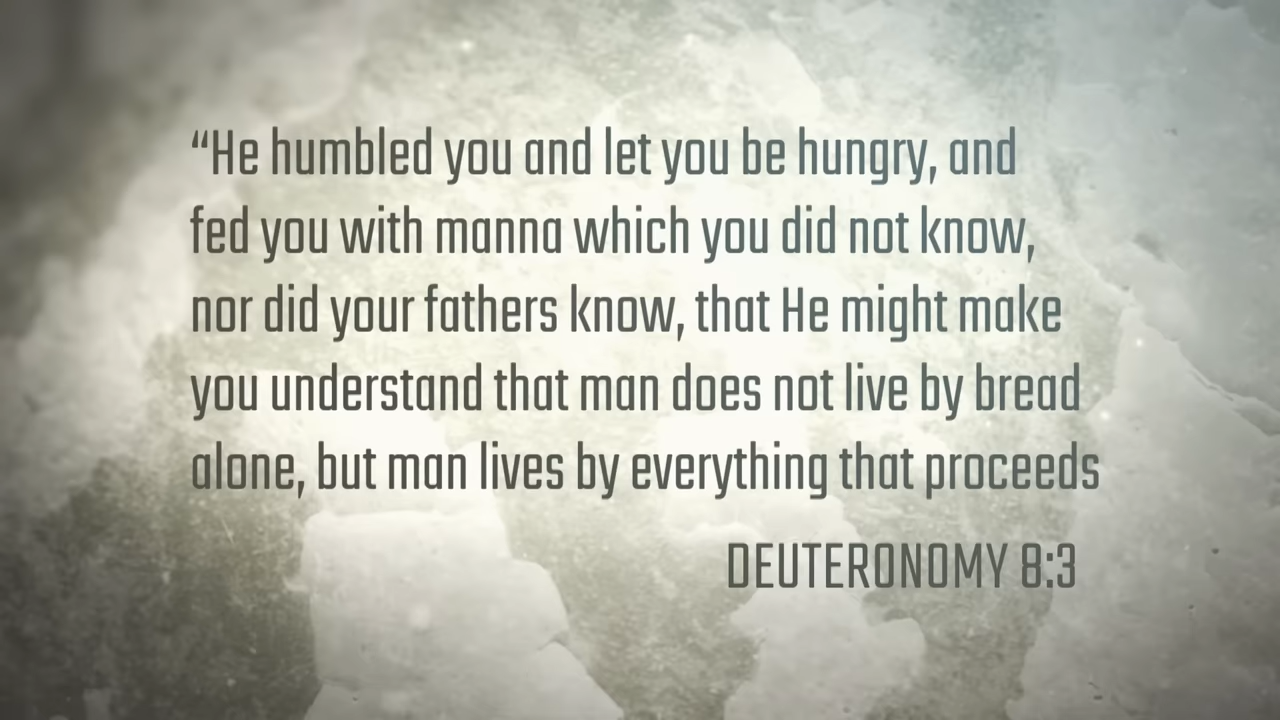 “He humbled you and let you be hungry, and
fed you with manna which you did not know,
nor did your fathers know, that He might make
you understand that man does not live by bread
alone, but man lives by everything that proceeds
DEUTERONOMY 8:3